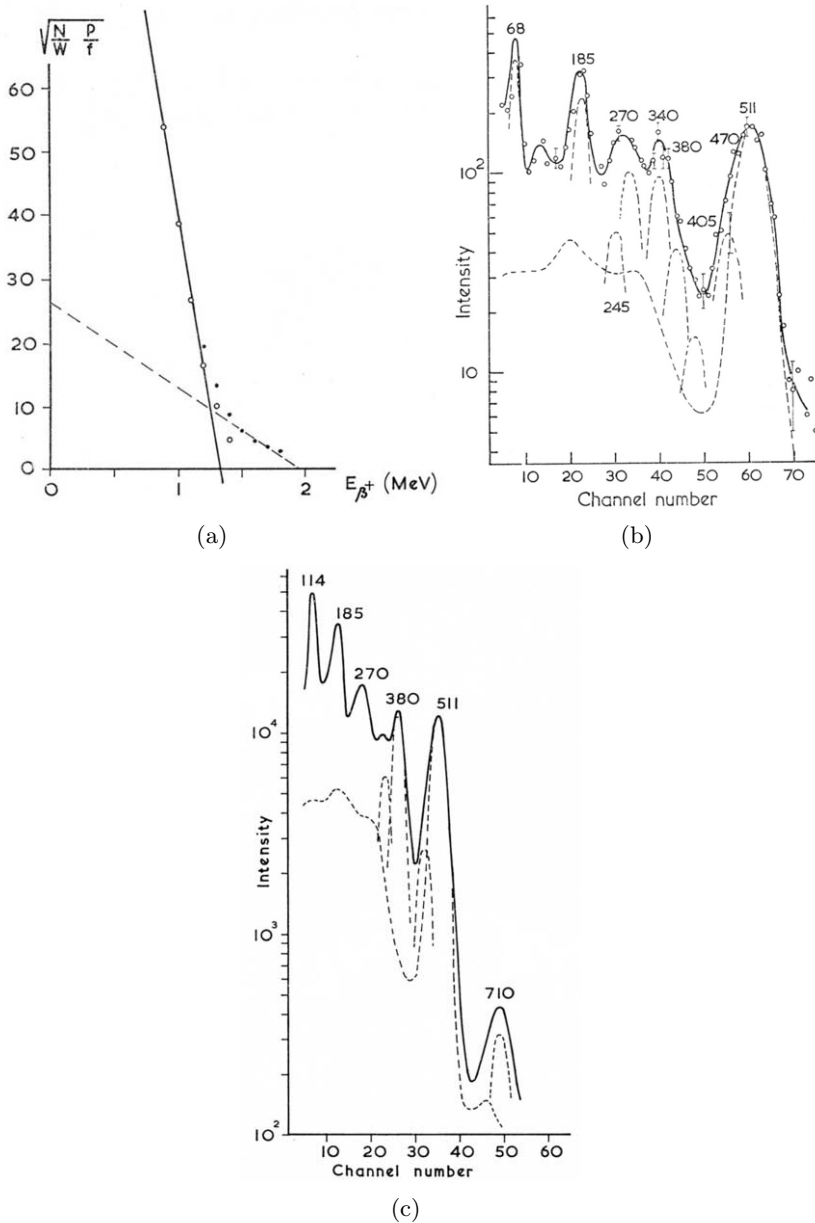 √ N/W P/f
60
50
40
30
20
10
0
0 1 2
E_β+ (MeV)
(a)
68
185
270
340
380
470
511
405
245
10²
10
Intensity
10 20 30 40 50 60 70
Channel number
(b)
114
185
270
380
511
710
10⁴
10³
10²
Intensity
10 20 30 40 50 60
Channel number
(c)